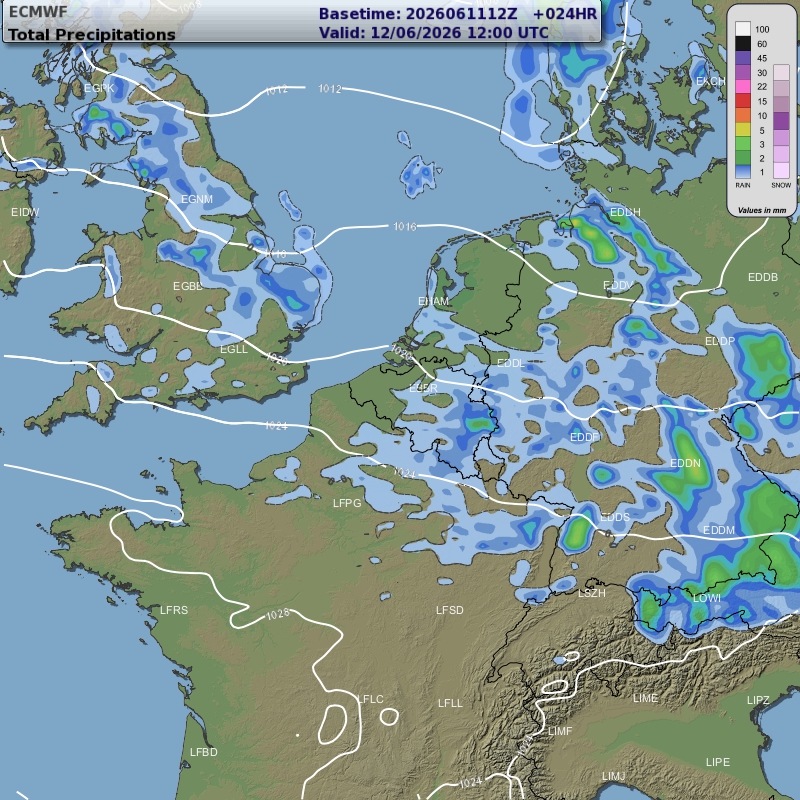 ECMWF
Total Precipitations
Basetime: 2026061112Z +024HR
Valid: 12/06/2026 12:00 UTC
100
60
45
30
22
15
10
5
3
2
1
RAIN SNOW
Values in mm
EGPK
1012 1012
EKCH
EGNM
EIDW
EDDH
1016
1016
EGBB
EDDV
EDDB
EHAM
EGLL
1020
1020
EDDL
EDDP
EBBR
1024
EDDF
1024
EDDN
LFPG
EDDS
EDDM
LFRS
1028
LFSD
LSZH
LOWI
LFLC
LFLL
LIME
LIPZ
LFBD
LIMF
1024
LIPE
1024
LIMJ